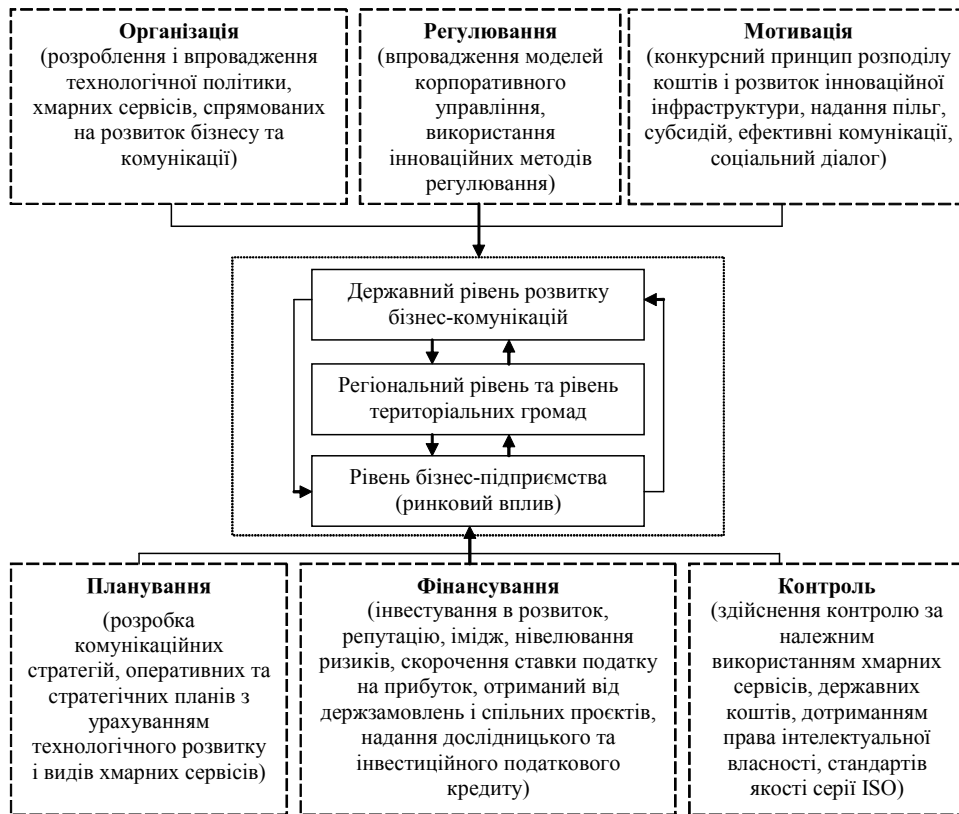 Організація
(розроблення і впровадження
технологічної політики,
хмарних сервісів, спрямованих
на розвиток бізнесу та
комунікації)
Регулювання
(впровадження моделей
корпоративного
управління,
використання
інноваційних методів
регулювання)
Мотивація
(конкурсний принцип розподілу
коштів і розвиток інноваційної
інфраструктури, надання пільг,
субсидій, ефективні комунікації,
соціальний діалог)
Державний рівень розвитку
бізнес-комунікацій
Регіональний рівень та рівень
територіальних громад
Рівень бізнес-підприємства
(ринковий вплив)
Планування
(розробка
комунікаційних
стратегій, оперативних та
стратегічних планів з
урахуванням
технологічного розвитку
і видів хмарних сервісів)
Фінансування
(інвестування в розвиток,
репутацію, імідж, нівелювання
ризиків, скорочення ставки податку
на прибуток, отриманий від
держзамовлень і спільних проєктів,
надання дослідницького та
інвестиційного податкового
кредиту)
Контроль
(здійснення контролю за
належним
використанням хмарних
сервісів, державних
коштів, дотриманням
права інтелектуальної
власності, стандартів
якості серії ISO)